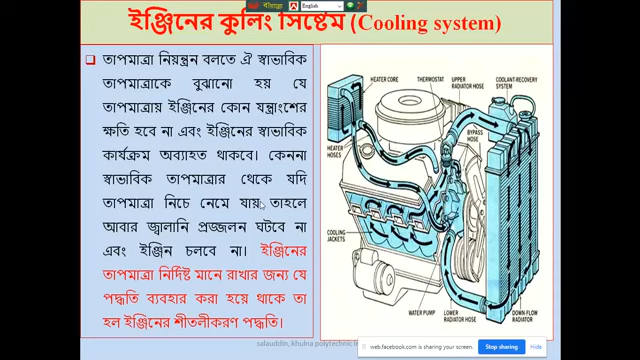 বাংলা
English
ইঞ্জিনের কুলিং সিস্টেম (Cooling system)
তাপমাত্রা নিয়ন্ত্রন বলতে ঐ স্বাভাবিক
তাপমাত্রাকে বুঝানো হয় যে
তাপমাত্রায় ইঞ্জিনের কোন যন্ত্রাংশের
ক্ষতি হবে না এবং ইঞ্জিনের স্বাভাবিক
কার্যক্রম অব্যাহত থাকবে। কেননা
স্বাভাবিক তাপমাত্রার থেকে যদি
তাপমাত্রা নিচে নেমে যায় তাহলে
আবার জ্বালানি প্রজ্জলন ঘটবে না
এবং ইঞ্জিন চলবে না। ইঞ্জিনের
তাপমাত্রা নির্দিষ্ট মানে রাখার জন্য যে
পদ্ধতি ব্যবহার করা হয়ে থাকে তা
হল ইঞ্জিনের শীতলীকরণ পদ্ধতি।
HEATER CORE
THERMOSTAT
UPPER
RADIATOR HOSE
COOLANT-RECOVERY
SYSTEM
BYPASS
HOSE
HEATER
HOSES
COOLING
JACKETS
WATER PUMP
LOWER
RADIATOR HOSE
DOWN-FLOW
RADIATOR
salauddin, khulna polytechnic
web.facebook.com is sharing your screen.
Stop sharing
Hide